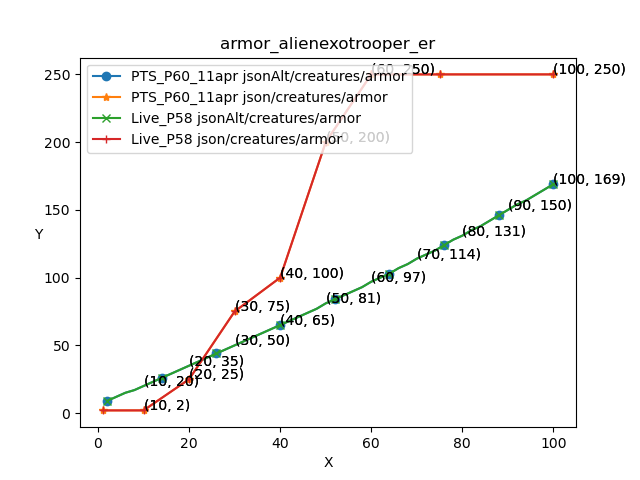 armor_alienexotrooper_er
PTS_P60_11apr jsonAlt/creatures/armor
PTS_P60_11apr json/creatures/armor
Live_P58 jsonAlt/creatures/armor
Live_P58 json/creatures/armor
(60, 250)
(100, 250)
(50, 200)
(100, 169)
(90, 150)
(80, 131)
(70, 114)
(60, 97)
(50, 81)
(40, 100)
(40, 65)
(30, 75)
(30, 50)
(20, 35)
(20, 25)
(10, 20)
(10, 2)
250
200
150
100
50
0
Y
0 20 40 60 80 100
X